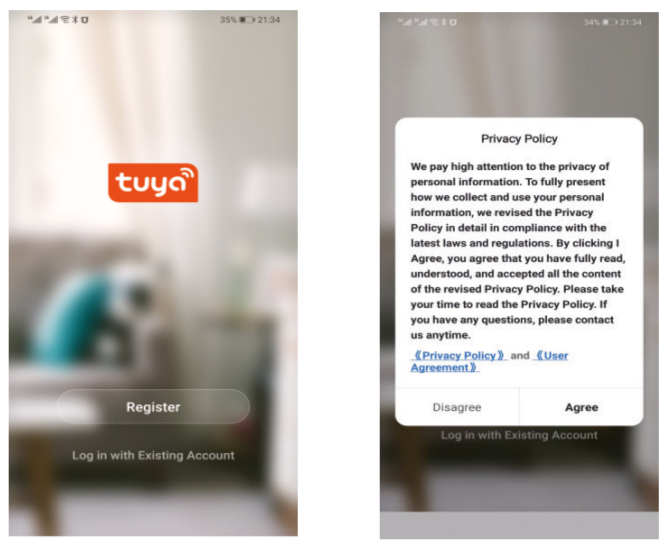 35% 21:34
tuya
Register
Log in with Existing Account
34% 21:34
Privacy Policy
We pay high attention to the privacy of
personal information. To fully present
how we collect and use your personal
information, we revised the Privacy
Policy in detail in compliance with the
latest laws and regulations. By clicking I
Agree, you agree that you have fully read,
understood, and accepted all the content
of the revised Privacy Policy. Please take
your time to read the Privacy Policy. If
you have any questions, please contact
us anytime.
《Privacy Policy》 and 《User
Agreement》
Disagree Agree
Log in with Existing Account